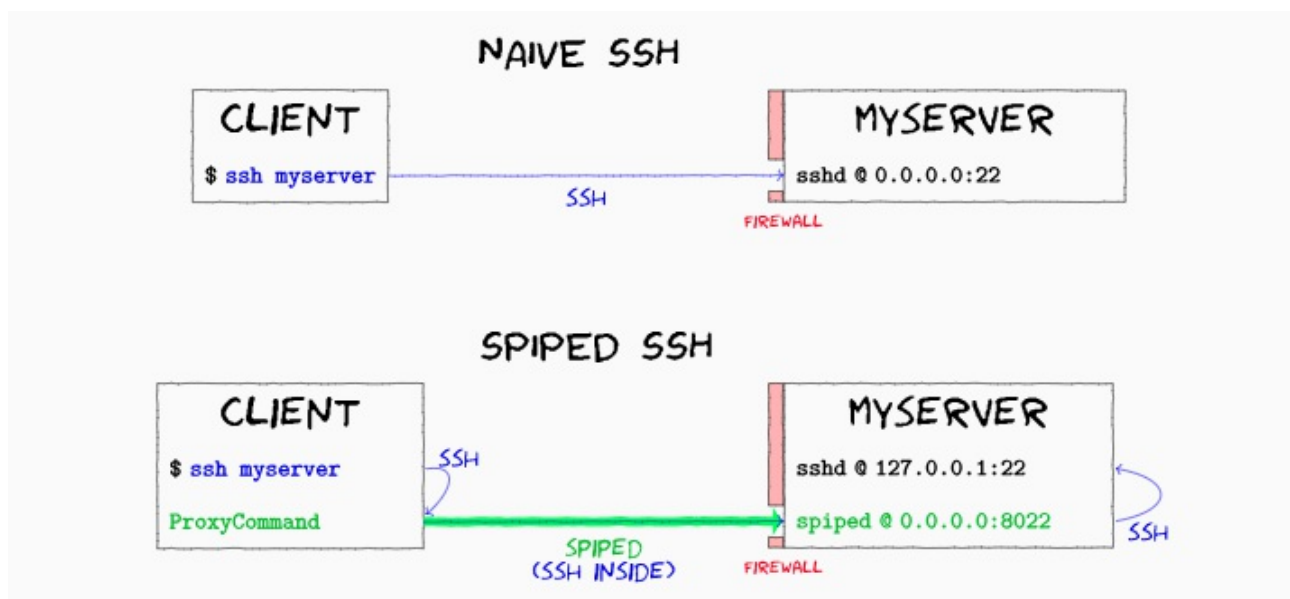 NAIVE SSH
CLIENT
MYSERVER
$ ssh myserver
sshd @ 0.0.0.0:22
SSH
FIREWALL
SPIPED SSH
CLIENT
MYSERVER
$ ssh myserver
SSH
sshd @ 127.0.0.1:22
ProxyCommand
spiped @ 0.0.0.0:8022
SSH
SPIPED
(SSH INSIDE)
FIREWALL